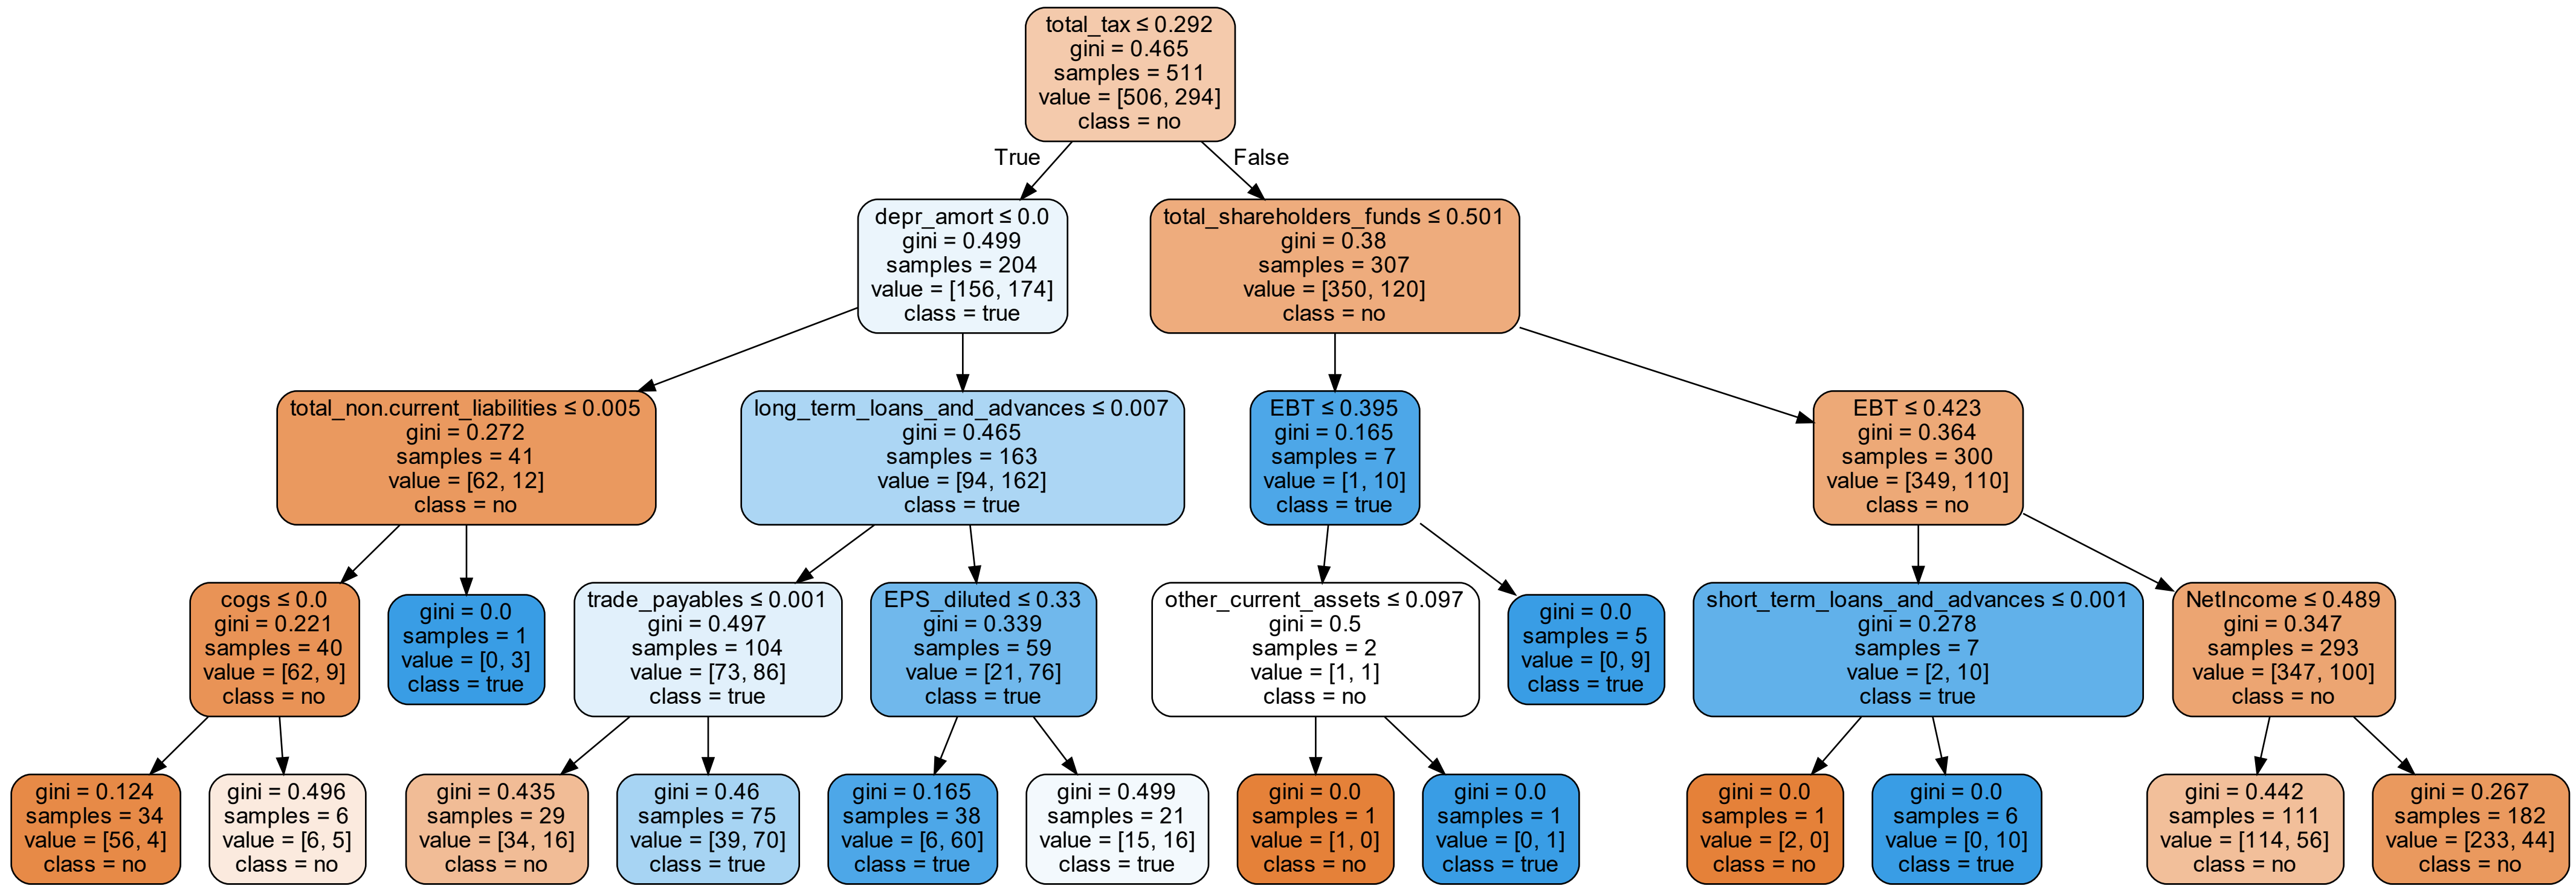 total_tax ≤ 0.292
gini = 0.465
samples = 511
value = [506, 294]
class = no
True
False
depr_amort ≤ 0.0
gini = 0.499
samples = 204
value = [156, 174]
class = true
total_shareholders_funds ≤ 0.501
gini = 0.38
samples = 307
value = [350, 120]
class = no
total_non.current_liabilities ≤ 0.005
gini = 0.272
samples = 41
value = [62, 12]
class = no
long_term_loans_and_advances ≤ 0.007
gini = 0.465
samples = 163
value = [94, 162]
class = true
EBT ≤ 0.395
gini = 0.165
samples = 7
value = [1, 10]
class = true
EBT ≤ 0.423
gini = 0.364
samples = 300
value = [349, 110]
class = no
cogs ≤ 0.0
gini = 0.221
samples = 40
value = [62, 9]
class = no
gini = 0.0
samples = 1
value = [0, 3]
class = true
trade_payables ≤ 0.001
gini = 0.497
samples = 104
value = [73, 86]
class = true
EPS_diluted ≤ 0.33
gini = 0.339
samples = 59
value = [21, 76]
class = true
other_current_assets ≤ 0.097
gini = 0.5
samples = 2
value = [1, 1]
class = no
gini = 0.0
samples = 5
value = [0, 9]
class = true
short_term_loans_and_advances ≤ 0.001
gini = 0.278
samples = 7
value = [2, 10]
class = true
NetIncome ≤ 0.489
gini = 0.347
samples = 293
value = [347, 100]
class = no
gini = 0.124
samples = 34
value = [56, 4]
class = no
gini = 0.496
samples = 6
value = [6, 5]
class = no
gini = 0.435
samples = 29
value = [34, 16]
class = no
gini = 0.46
samples = 75
value = [39, 70]
class = true
gini = 0.165
samples = 38
value = [6, 60]
class = true
gini = 0.499
samples = 21
value = [15, 16]
class = true
gini = 0.0
samples = 1
value = [1, 0]
class = no
gini = 0.0
samples = 1
value = [0, 1]
class = true
gini = 0.0
samples = 1
value = [2, 0]
class = no
gini = 0.0
samples = 6
value = [0, 10]
class = true
gini = 0.442
samples = 111
value = [114, 56]
class = no
gini = 0.267
samples = 182
value = [233, 44]
class = no